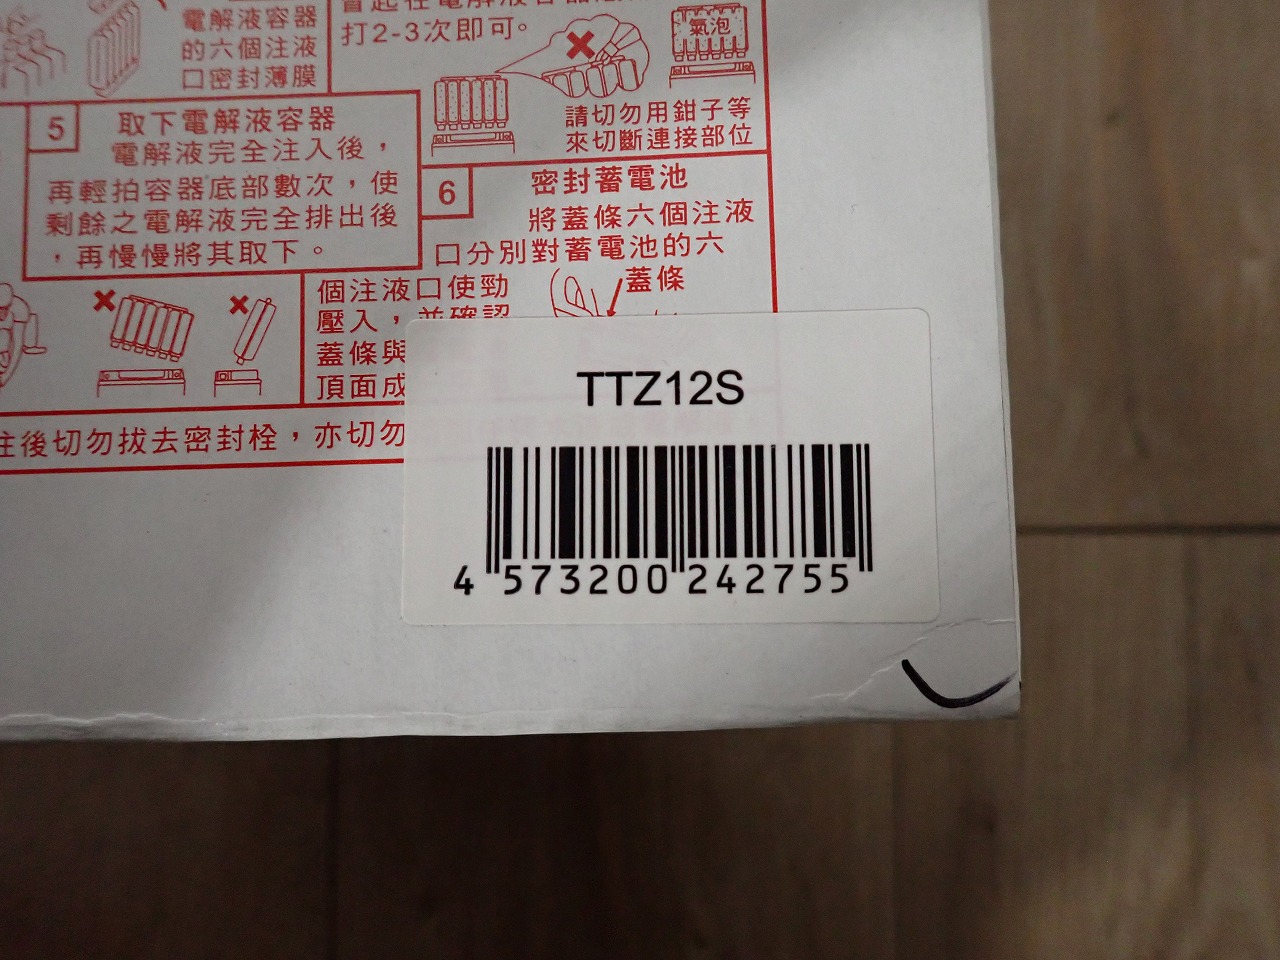 電解液容器
的六個注液
口密封薄膜
打2-3次即可。
氣泡
請切勿用鉗子等
來切斷連接部位
5 取下電解液容器
電解液完全注入後，
再輕拍容器底部數次，使
剩餘之電解液完全排出後
，再慢慢將其取下。
6 密封蓄電池
將蓋條六個注液
口分別對蓄電池的六
個注液口使勁
蓋條
壓入，並確認
蓋條與
頂面成
注後切勿拔去密封栓，亦切勿
TTZ12S
4 573200 242755